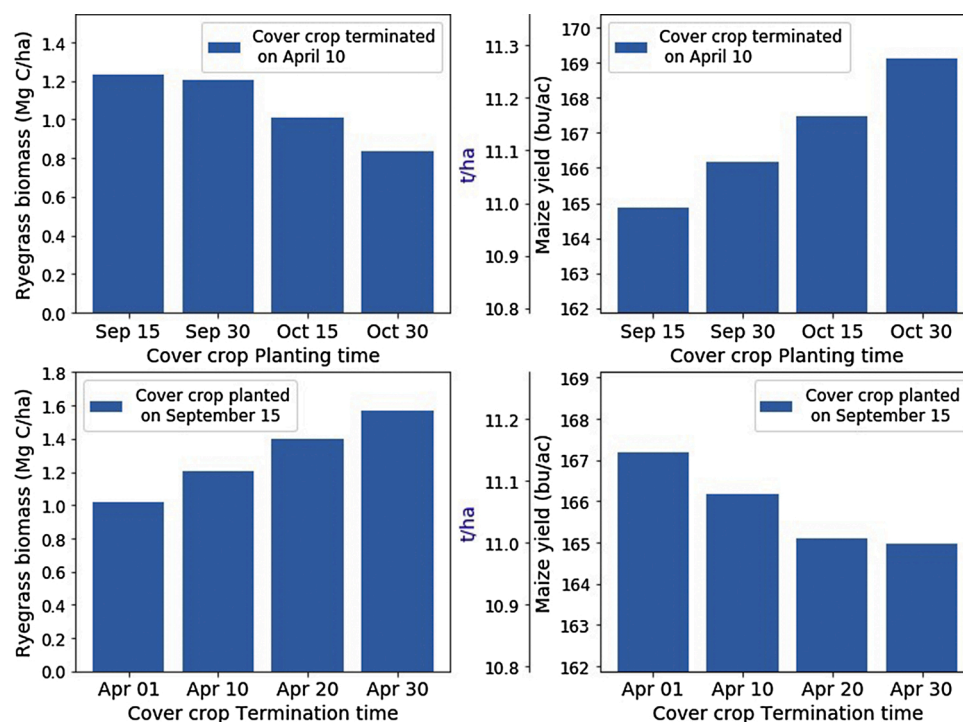 Ryegrass biomass (Mg C/ha)
1.4
1.2
1.0
0.8
0.6
0.4
0.2
0.0
Cover crop terminated
on April 10
Sep 15 Sep 30 Oct 15 Oct 30
Cover crop Planting time
t/ha
11.3
11.2
11.1
11.0
10.9
10.8
Maize yield (bu/ac)
170
169
168
167
166
165
164
163
162
Cover crop terminated
on April 10
Sep 15 Sep 30 Oct 15 Oct 30
Cover crop Planting time
Ryegrass biomass (Mg C/ha)
1.8
1.6
1.4
1.2
1.0
0.8
0.6
0.4
0.2
0.0
Cover crop planted
on September 15
Apr 01 Apr 10 Apr 20 Apr 30
Cover crop Termination time
t/ha
11.2
11.1
11.0
10.9
10.8
Maize yield (bu/ac)
169
168
167
166
165
164
163
162
Cover crop planted
on September 15
Apr 01 Apr 10 Apr 20 Apr 30
Cover crop Termination time